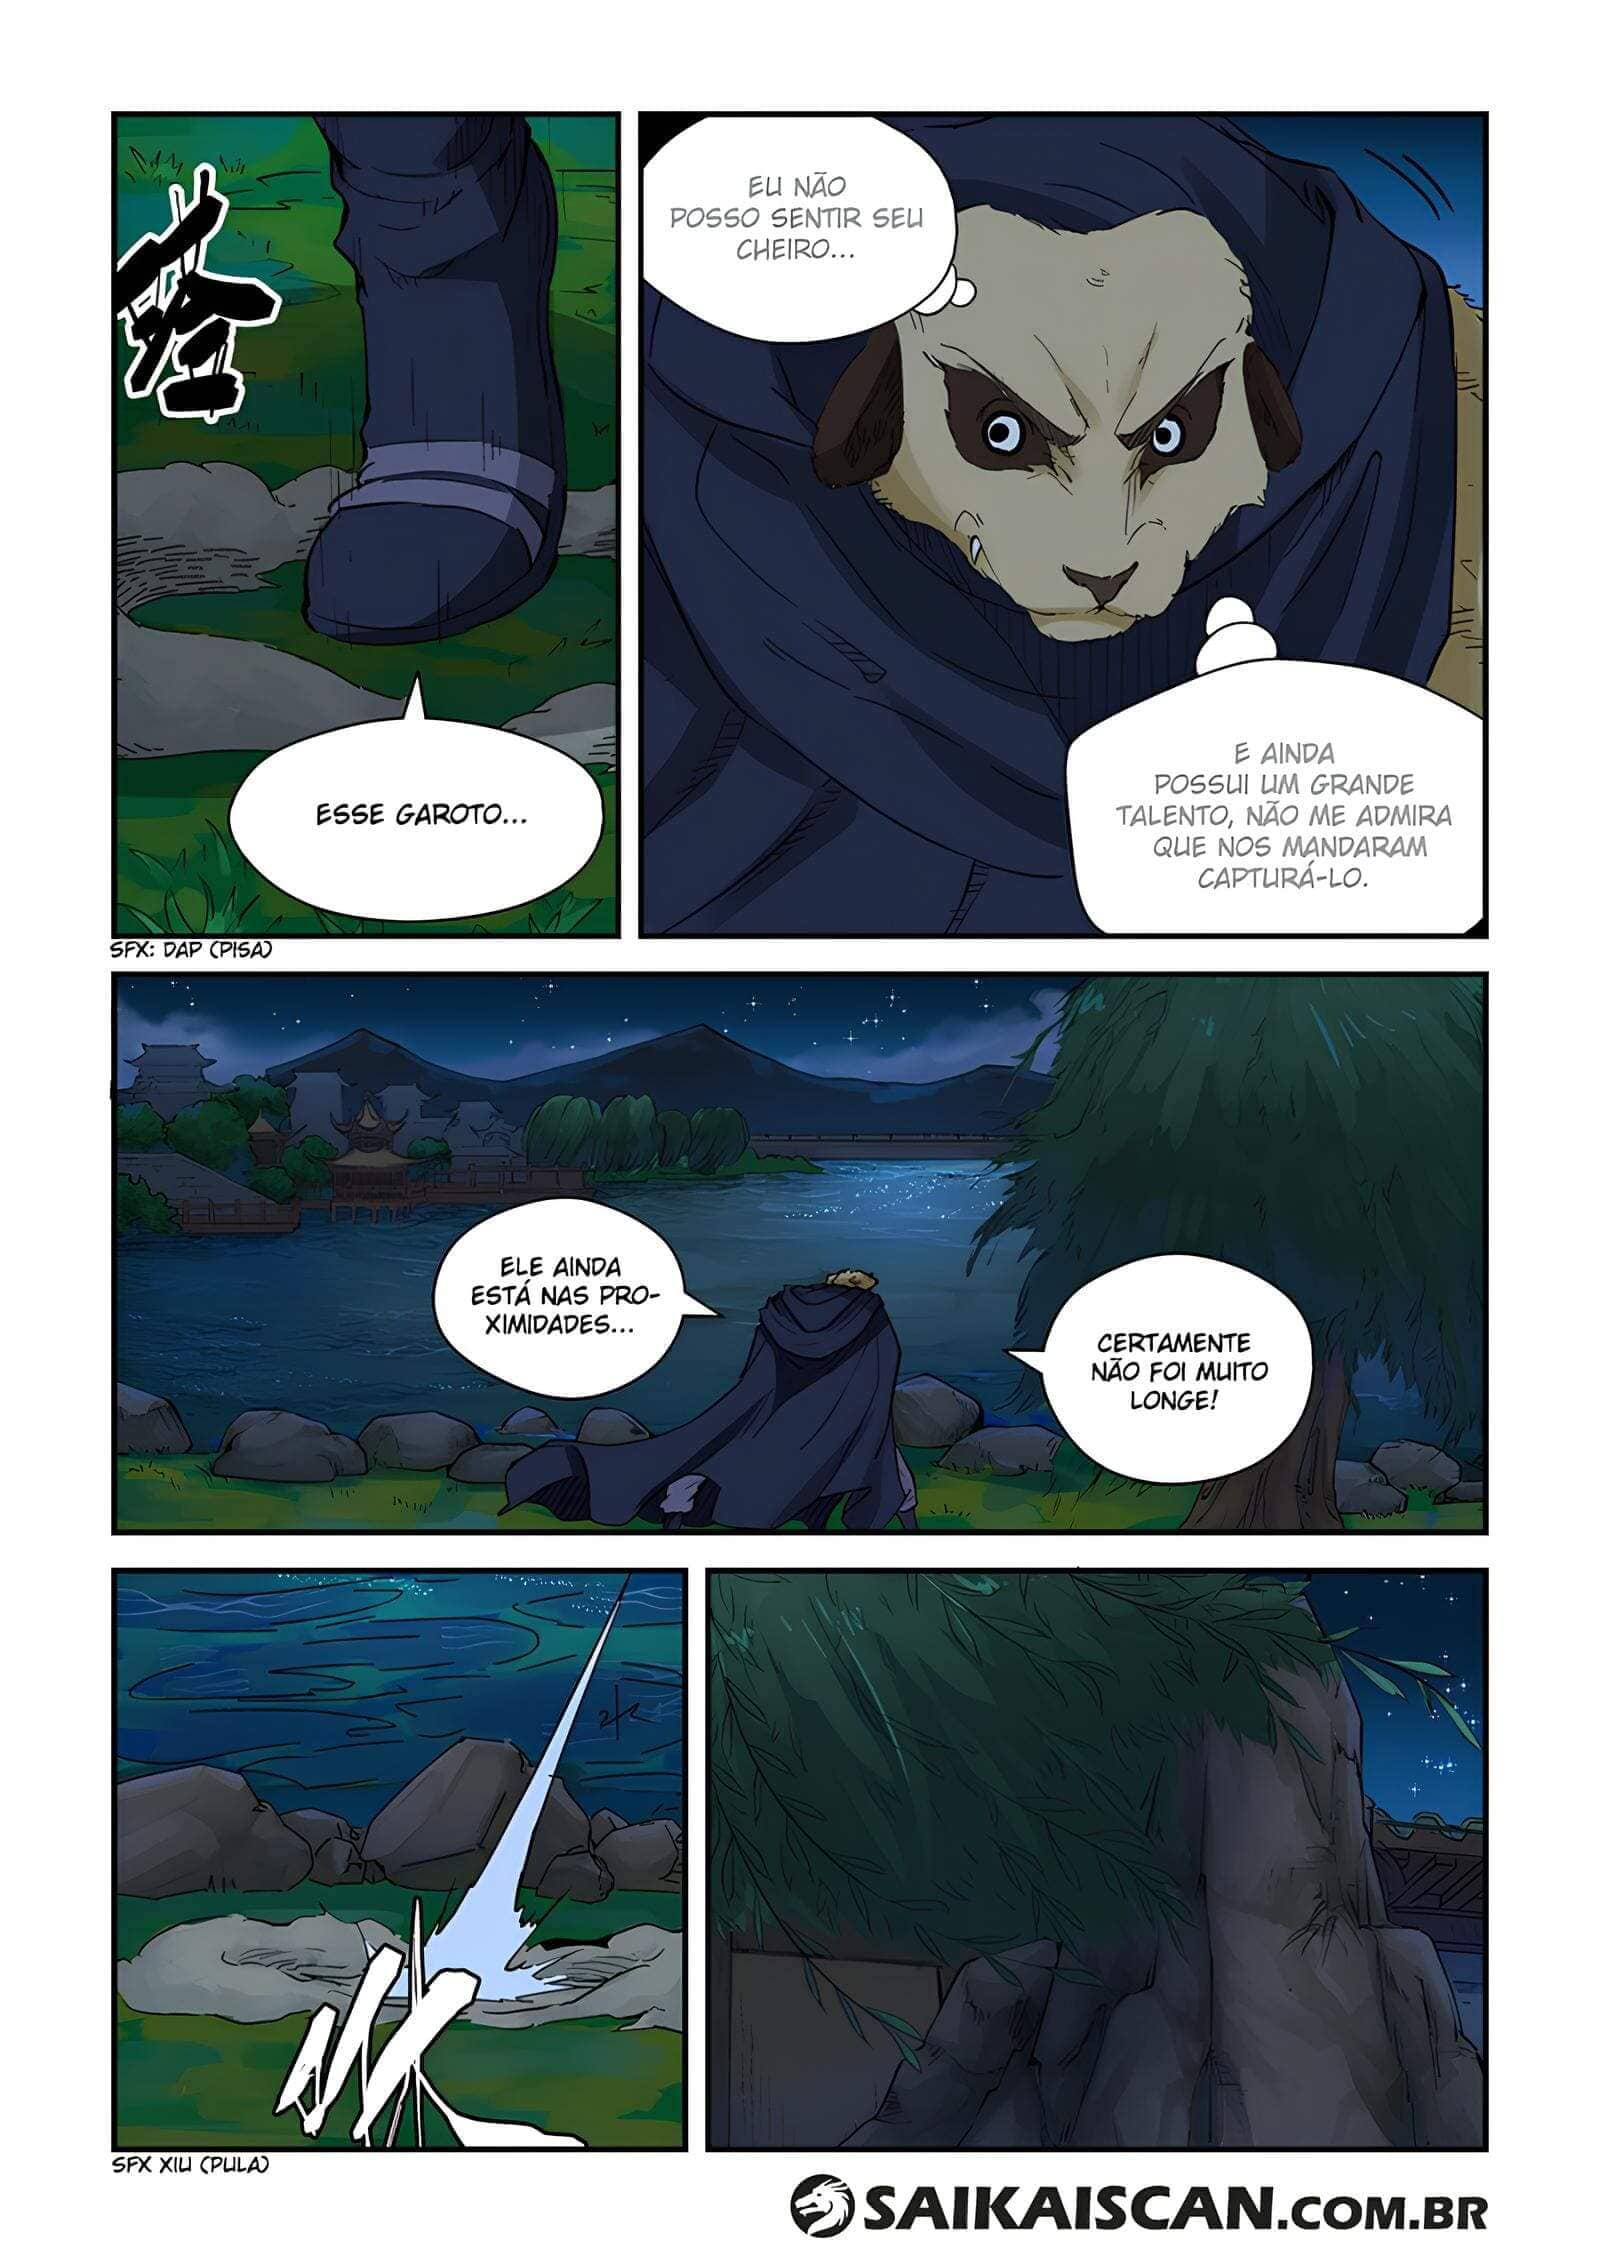 ESSE GAROTO...
SFX: DAP (PISA)
EU NÃO
POSSO SENTIR SEU
CHEIRO...
E AINDA
POSSUI UM GRANDE
TALENTO, NÃO ME ADMIRA
QUE NOS MANDARAM
CAPTURÁ-LO.
ELE AINDA
ESTÁ NAS PRO-
XIMIDADES...
CERTAMENTE
NÃO FOI MUITO
LONGE!
SFX XIU (PULA)
SAIKAISCAN.COM.BR